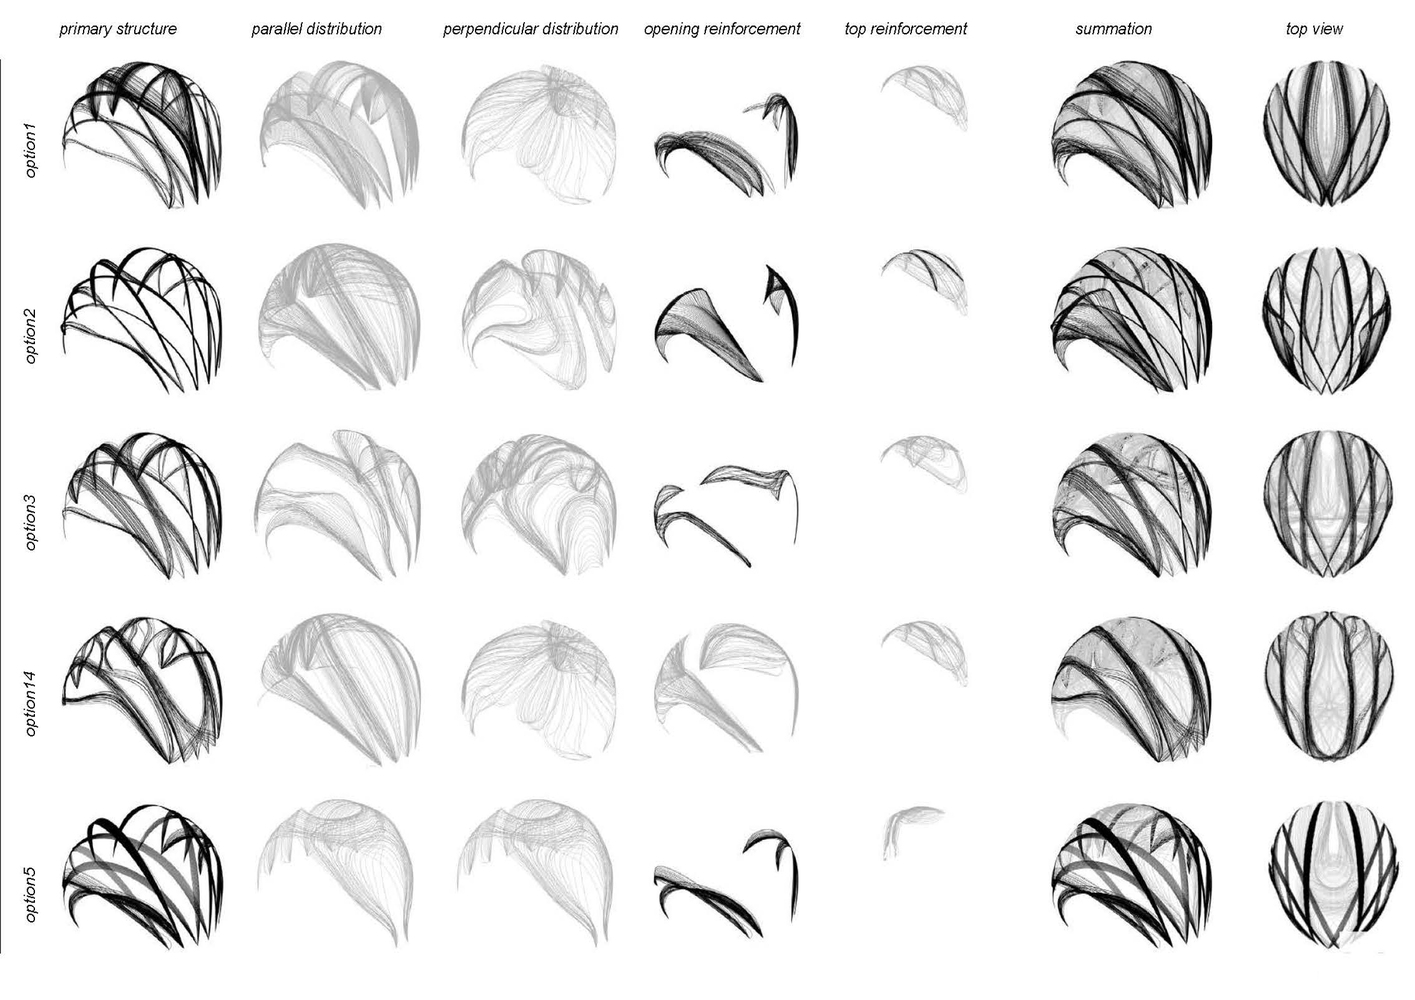 primary structure
parallel distribution
perpendicular distribution
opening reinforcement
top reinforcement
summation
top view
option1
option2
option3
option14
option5